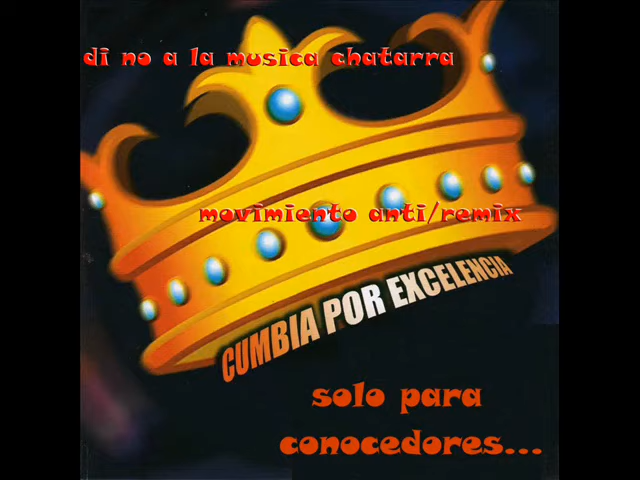 di no a la musica chatarra
movimiento anti/remix
CUMBIA POR EXCELENCIA
solo para
conocedores...